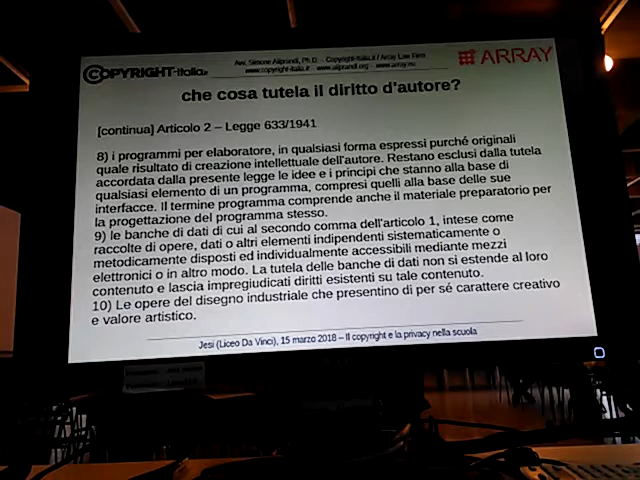 COPYRIGHT-Italia.it
Avv. Simone Aliprandi, Ph.D. - Copyright-Italia.it / Array Law Firm
www.copyright-italia.it - www.aliprandi.org - www.array.eu
ARRAY
che cosa tutela il diritto d'autore?
[continua] Articolo 2 – Legge 633/1941
8) i programmi per elaboratore, in qualsiasi forma espressi purché originali
quale risultato di creazione intellettuale dell'autore. Restano esclusi dalla tutela
accordata dalla presente legge le idee e i principi che stanno alla base di
qualsiasi elemento di un programma, compresi quelli alla base delle sue
interfacce. Il termine programma comprende anche il materiale preparatorio per
la progettazione del programma stesso.
9) le banche di dati di cui al secondo comma dell'articolo 1, intese come
raccolte di opere, dati o altri elementi indipendenti sistematicamente o
metodicamente disposti ed individualmente accessibili mediante mezzi
elettronici o in altro modo. La tutela delle banche di dati non si estende al loro
contenuto e lascia impregiudicati diritti esistenti su tale contenuto.
10) Le opere del disegno industriale che presentino di per sé carattere creativo
e valore artistico.
Jesi (Liceo Da Vinci), 15 marzo 2018 – Il copyright e la privacy nella scuola